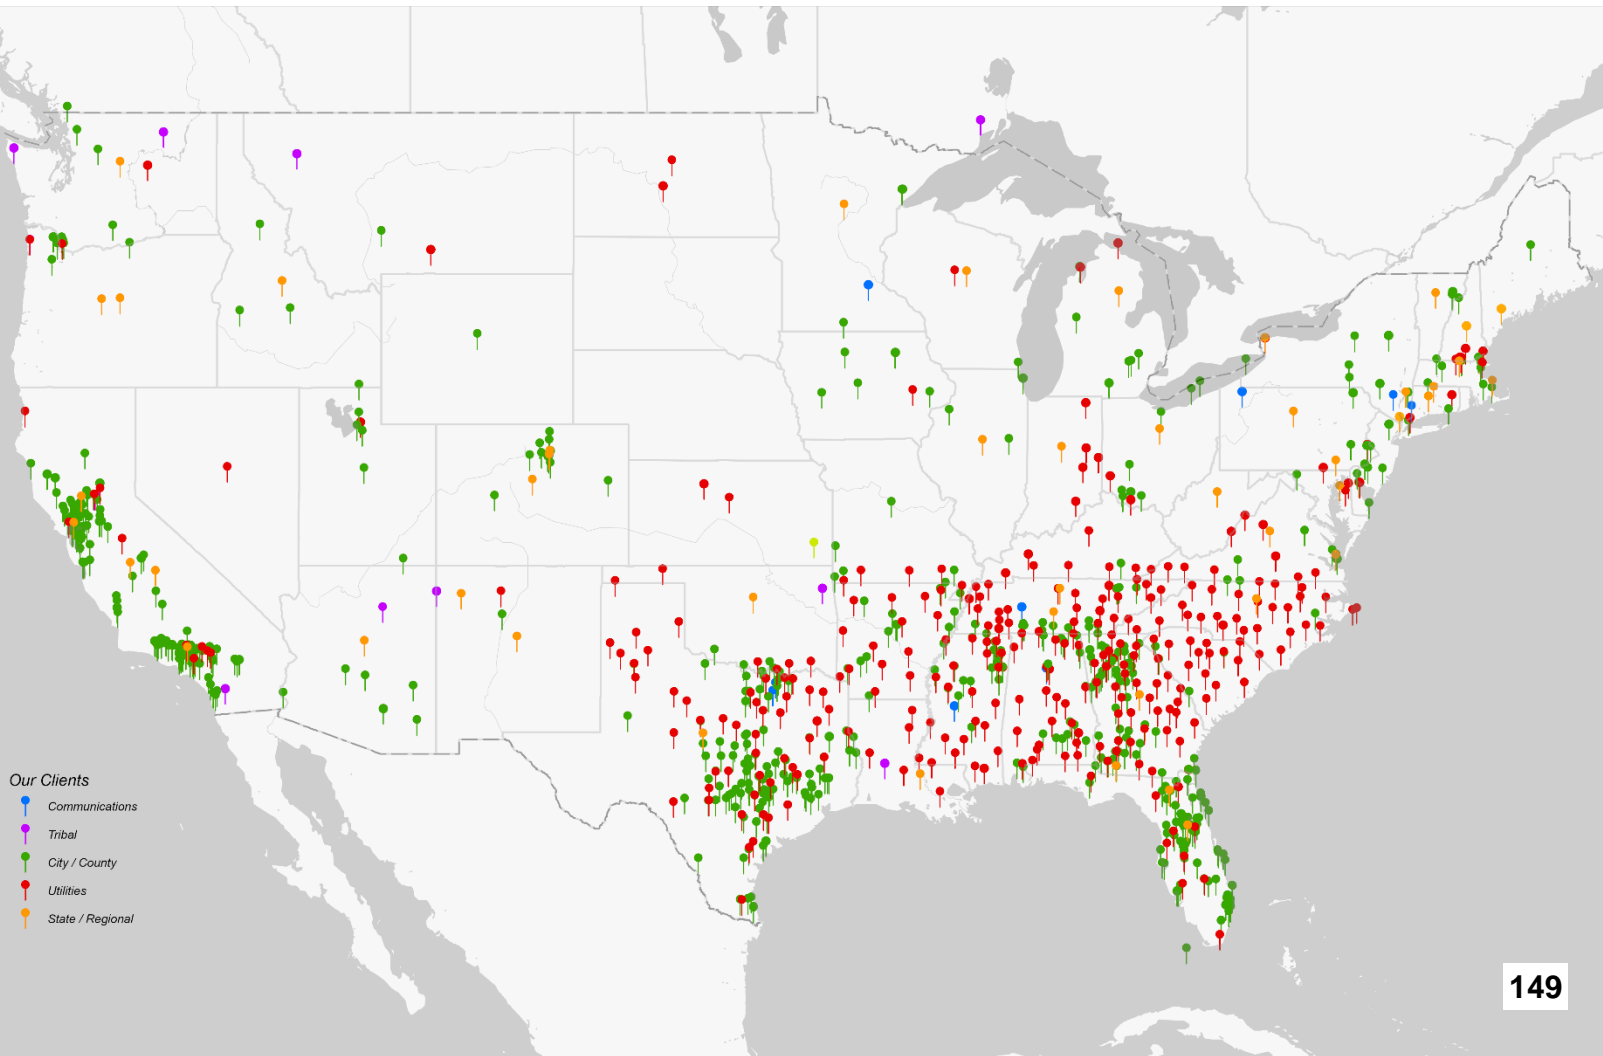 Our Clients
Communications
Tribal
City / County
Utilities
State / Regional
149